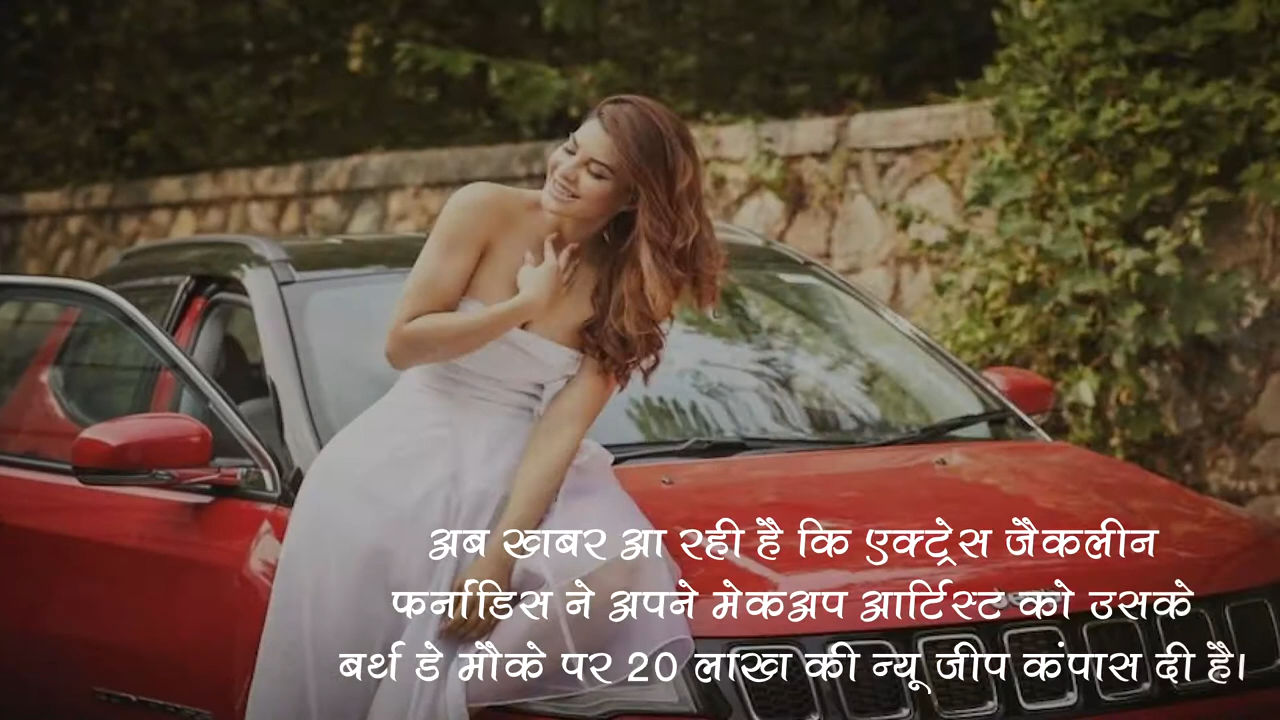 अब खबर आ रही है कि एक्ट्रेस जैकलीन
फर्नाडिस ने अपने मेकअप आर्टिस्ट को उसके
बर्थ डे मौके पर 20 लाख की न्यू जीप कंपास दी है।